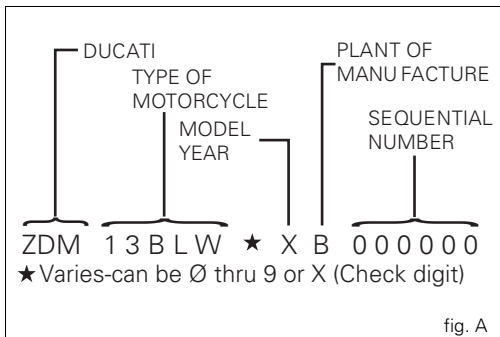 DUCATI
PLANT OF
MANU FACTURE
TYPE OF
MOTORCYCLE
SEQUENTIAL
NUMBER
MODEL
YEAR
ZDM 1 3 B L W ★ X B 0 0 0 0 0 0
★ Varies-can be Ø thru 9 or X (Check digit)
fig. A